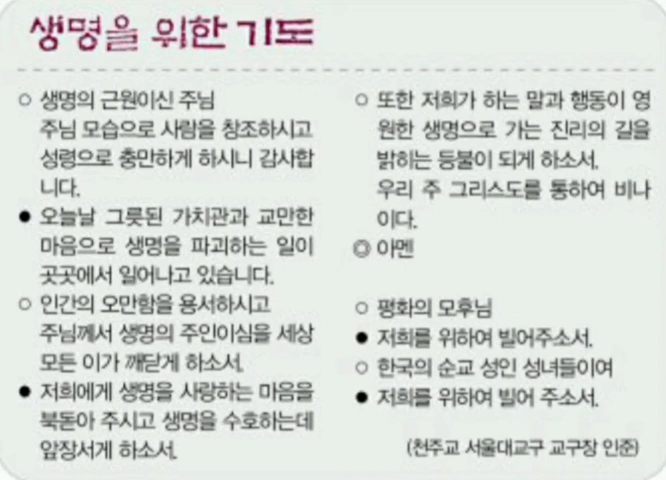 생명을 위한 기도
○ 생명의 근원이신 주님
주님 모습으로 사람을 창조하시고
성령으로 충만하게 하시니 감사합
니다.
● 오늘날 그릇된 가치관과 교만한
마음으로 생명을 파괴하는 일이
곳곳에서 일어나고 있습니다.
○ 인간의 오만함을 용서하시고
주님께서 생명의 주인이심을 세상
모든 이가 깨닫게 하소서.
● 저희에게 생명을 사랑하는 마음을
북돋아 주시고 생명을 수호하는데
앞장서게 하소서.
○ 또한 저희가 하는 말과 행동이 영
원한 생명으로 가는 진리의 길을
밝히는 등불이 되게 하소서.
우리 주 그리스도를 통하여 비나
이다.
◎ 아멘
○ 평화의 모후님
● 저희를 위하여 빌어주소서.
○ 한국의 순교 성인 성녀들이여
● 저희를 위하여 빌어 주소서.
(천주교 서울대교구 교구장 인준)